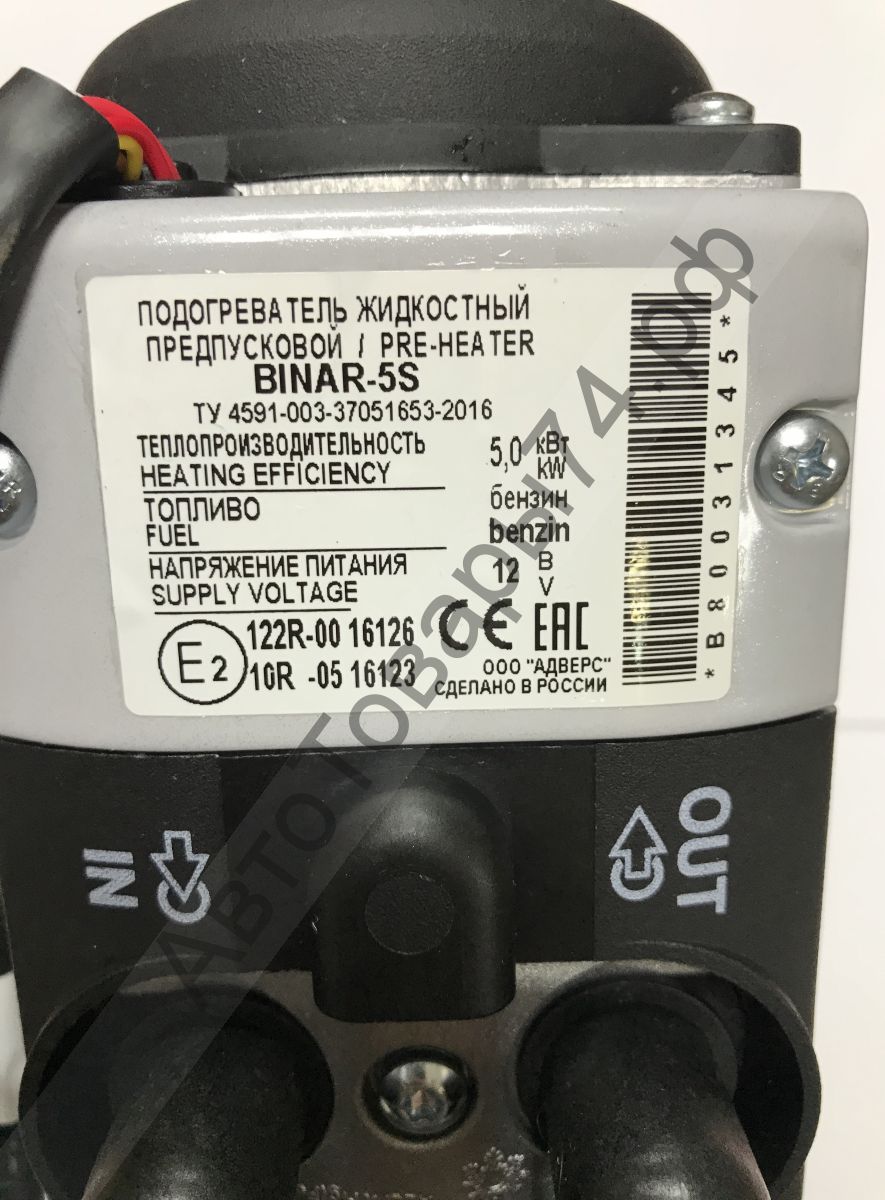 ПОДОГРЕВАТЕЛЬ ЖИДКОСТНЫЙ
ПРЕДПУСКОВОЙ / PRE-HEATER
BINAR-5S
ТУ 4591-003-37051653-2016
ТЕПЛОПРОИЗВОДИТЕЛЬНОСТЬ 5,0 кВт
HEATING EFFICIENCY kW
ТОПЛИВО бензин
FUEL benzin
НАПРЯЖЕНИЕ ПИТАНИЯ 12 В
SUPPLY VOLTAGE V
E2 122R-00 16126 CE EAC
10R -05 16123
ООО "АДВЕРС"
СДЕЛАНО В РОССИИ
*B80031345*
IN
OUT
АвтоТовары74.рф